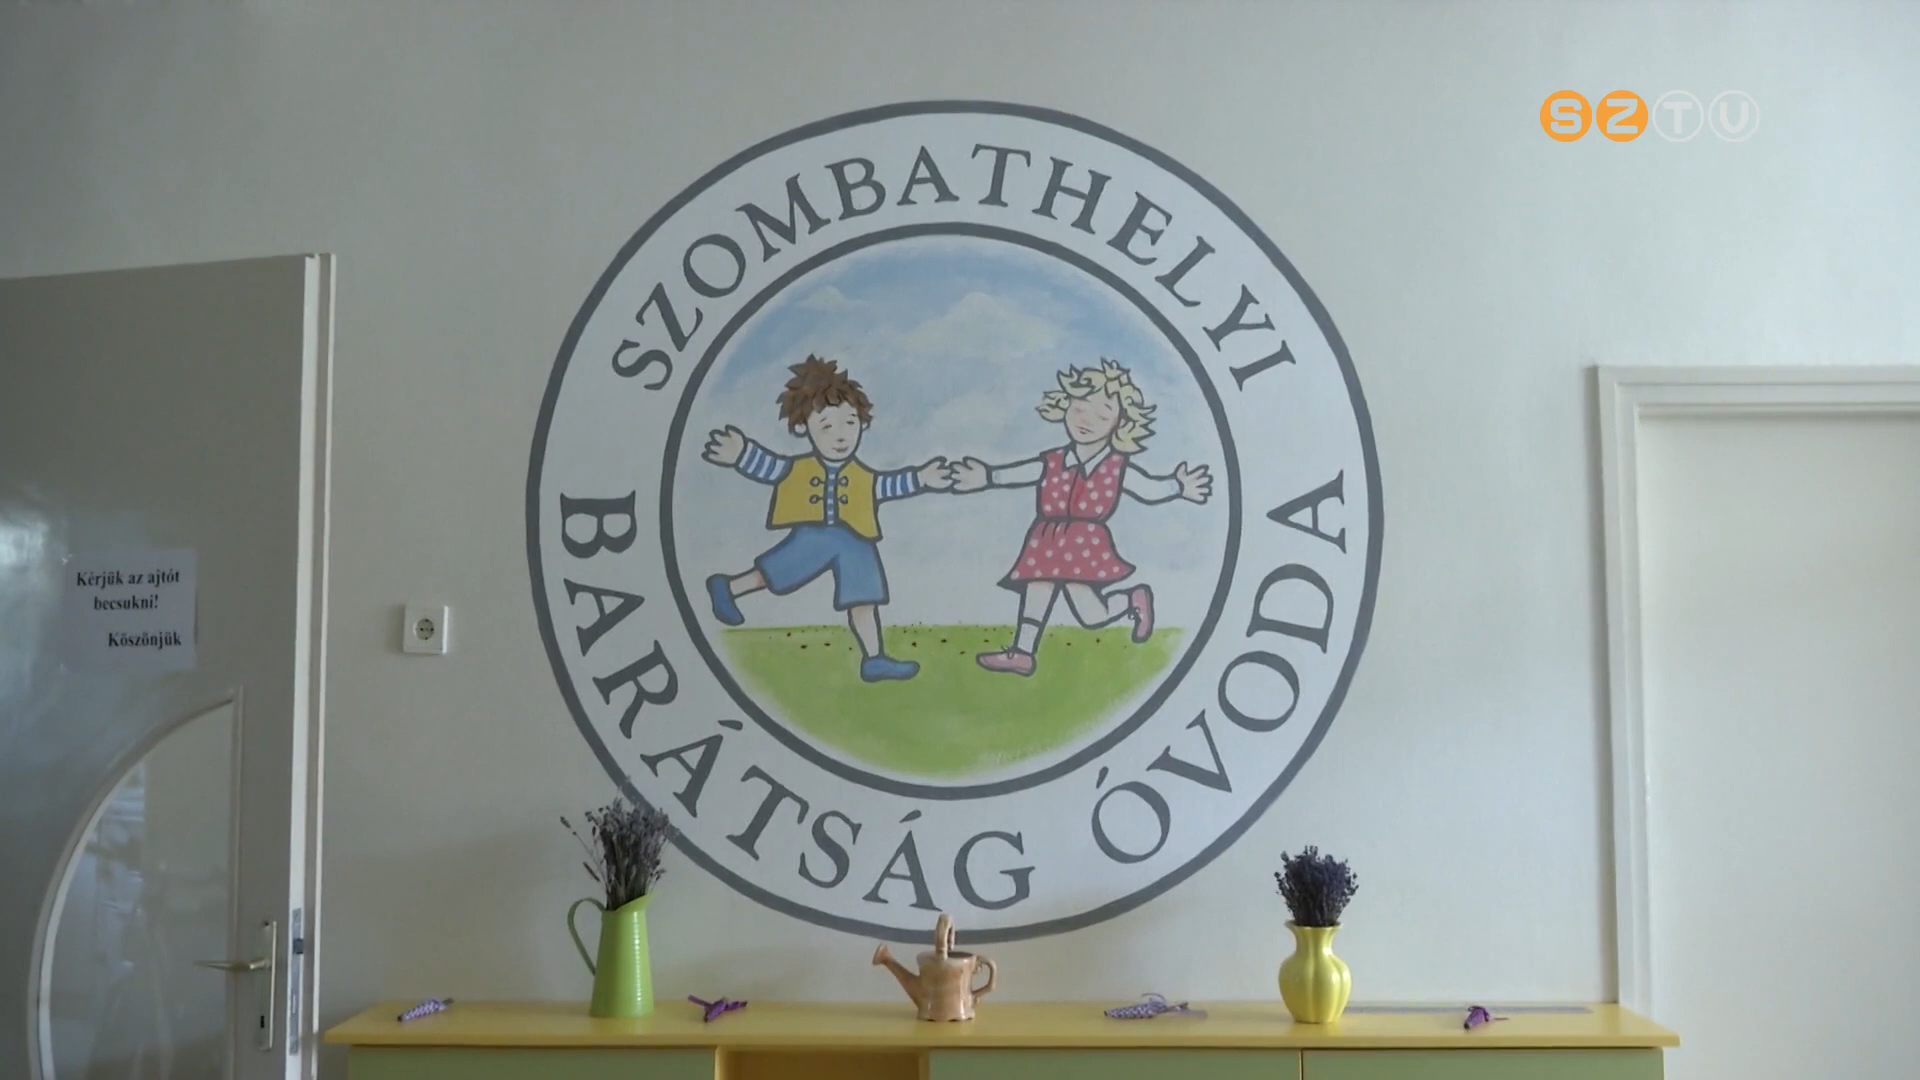 SZTV
SZOMBATHELYI
BARÁTSÁG ÓVODA
Kérjük az ajtót
becsukni!
Köszönjük